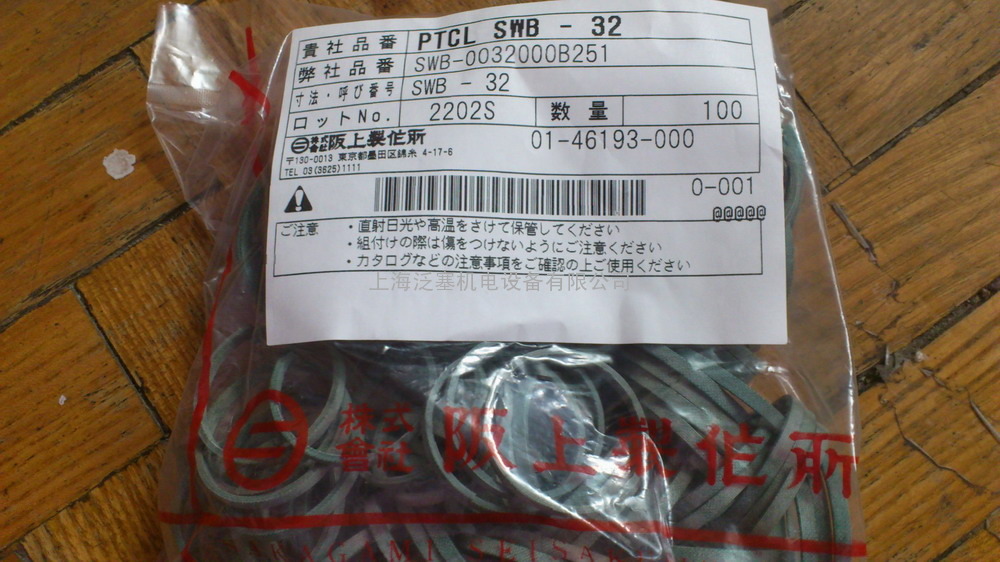 貴社品番 PTCL SWB - 32
弊社品番 SWB-0032000B251
寸法・呼び番号 SWB - 32
ロットNo. 2202S 数量 100
株式會社 阪上製作所 01-46193-000
〒130-0013 東京都墨田区錦糸 4-17-6
TEL 03(3625)1111
0-001
@@@@@
ご注意 ・直射日光や高温をさけて保管してください
・組付けの際は傷をつけないようにご注意ください
・カタログなどの注意事項をご確認の上ご使用ください
上海泛塞机电设备有限公司
株式會社 阪上製作所
SAKAGAMI SEISAK